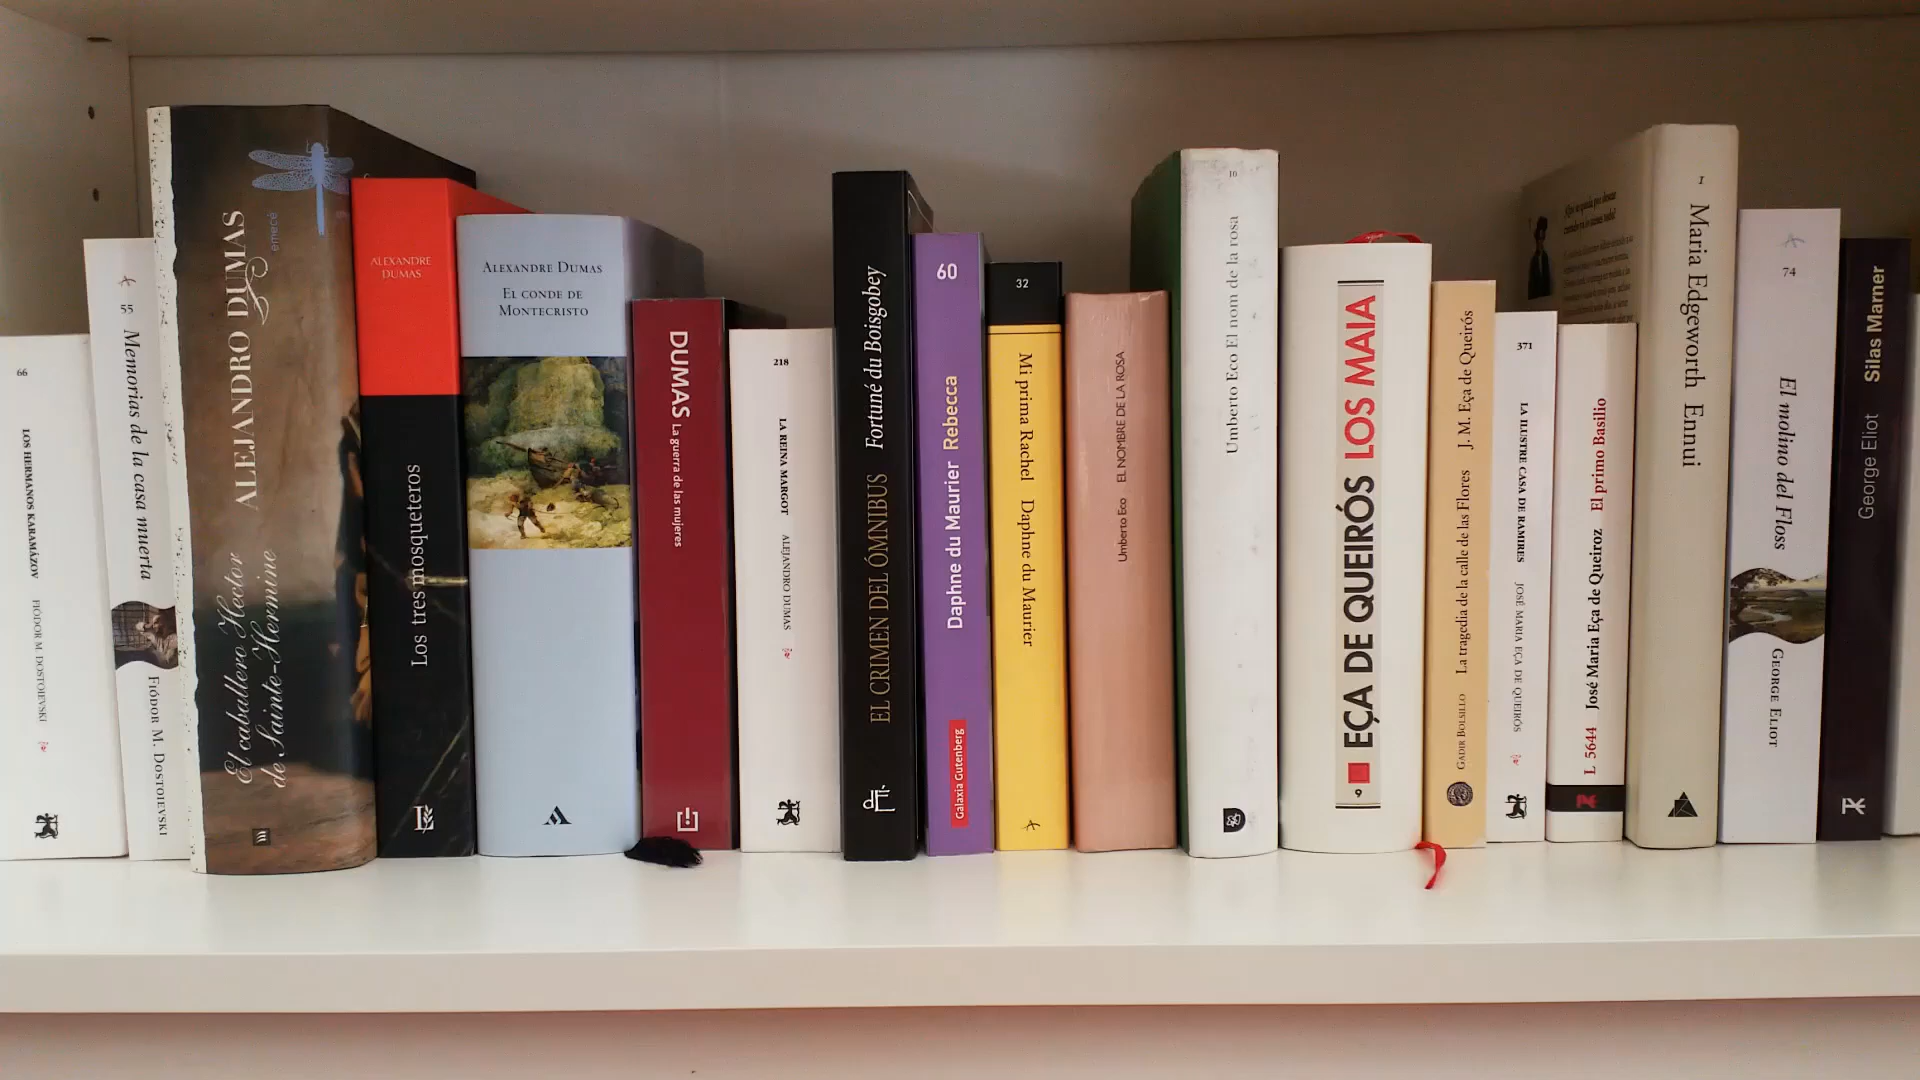 66
LOS HERMANOS KARAMÁZOV FIÓDOR M. DOSTOIEVSKI
55
Memorias de la casa muerta
FIÓDOR M. DOSTOIEVSKI
ALEJANDRO DUMAS
emecé
El caballero Hector
de Sainte-Hermine
ALEXANDRE
DUMAS
Los tres mosqueteros
ALEXANDRE DUMAS
EL CONDE DE
MONTECRISTO
DUMAS La guerra de las mujeres
218
LA REINA MARGOT ALEJANDRO DUMAS
EL CRIMEN DEL ÓMNIBUS Fortuné du Boisgobey
dÉ
60
Daphne du Maurier Rebecca
Galaxia Gutenberg
32
Mi prima Rachel Daphne du Maurier
Umberto Eco EL NOMBRE DE LA ROSA
10
Umberto Eco El nom de la rosa
9 EÇA DE QUEIRÓS LOS MAIA
GADIR BOLSILLO La tragedia de la calle de las Flores J. M. Eça de Queirós
371
LA ILUSTRE CASA DE RAMIRES JOSÉ MARIA EÇA DE QUEIRÓS
L 5644 José Maria Eça de Queiroz El primo Basilio
1
Maria Edgeworth Ennui
74
El molino del Floss
GEORGE ELIOT
George Eliot Silas Marner